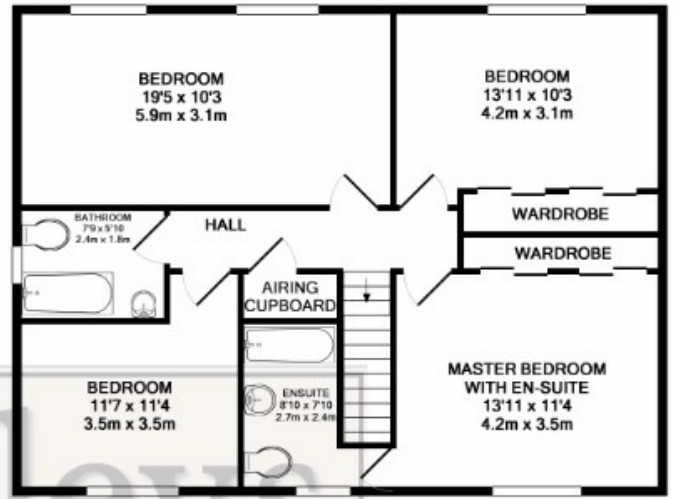 BEDROOM
19'5 x 10'3
5.9m x 3.1m
BEDROOM
13'11 x 10'3
4.2m x 3.1m
BATHROOM
7'9 x 5'10
2.4m x 1.8m
HALL
WARDROBE
WARDROBE
AIRING
CUPBOARD
BEDROOM
11'7 x 11'4
3.5m x 3.5m
ENSUITE
8'10 x 7'10
2.7m x 2.4m
MASTER BEDROOM
WITH EN-SUITE
13'11 x 11'4
4.2m x 3.5m